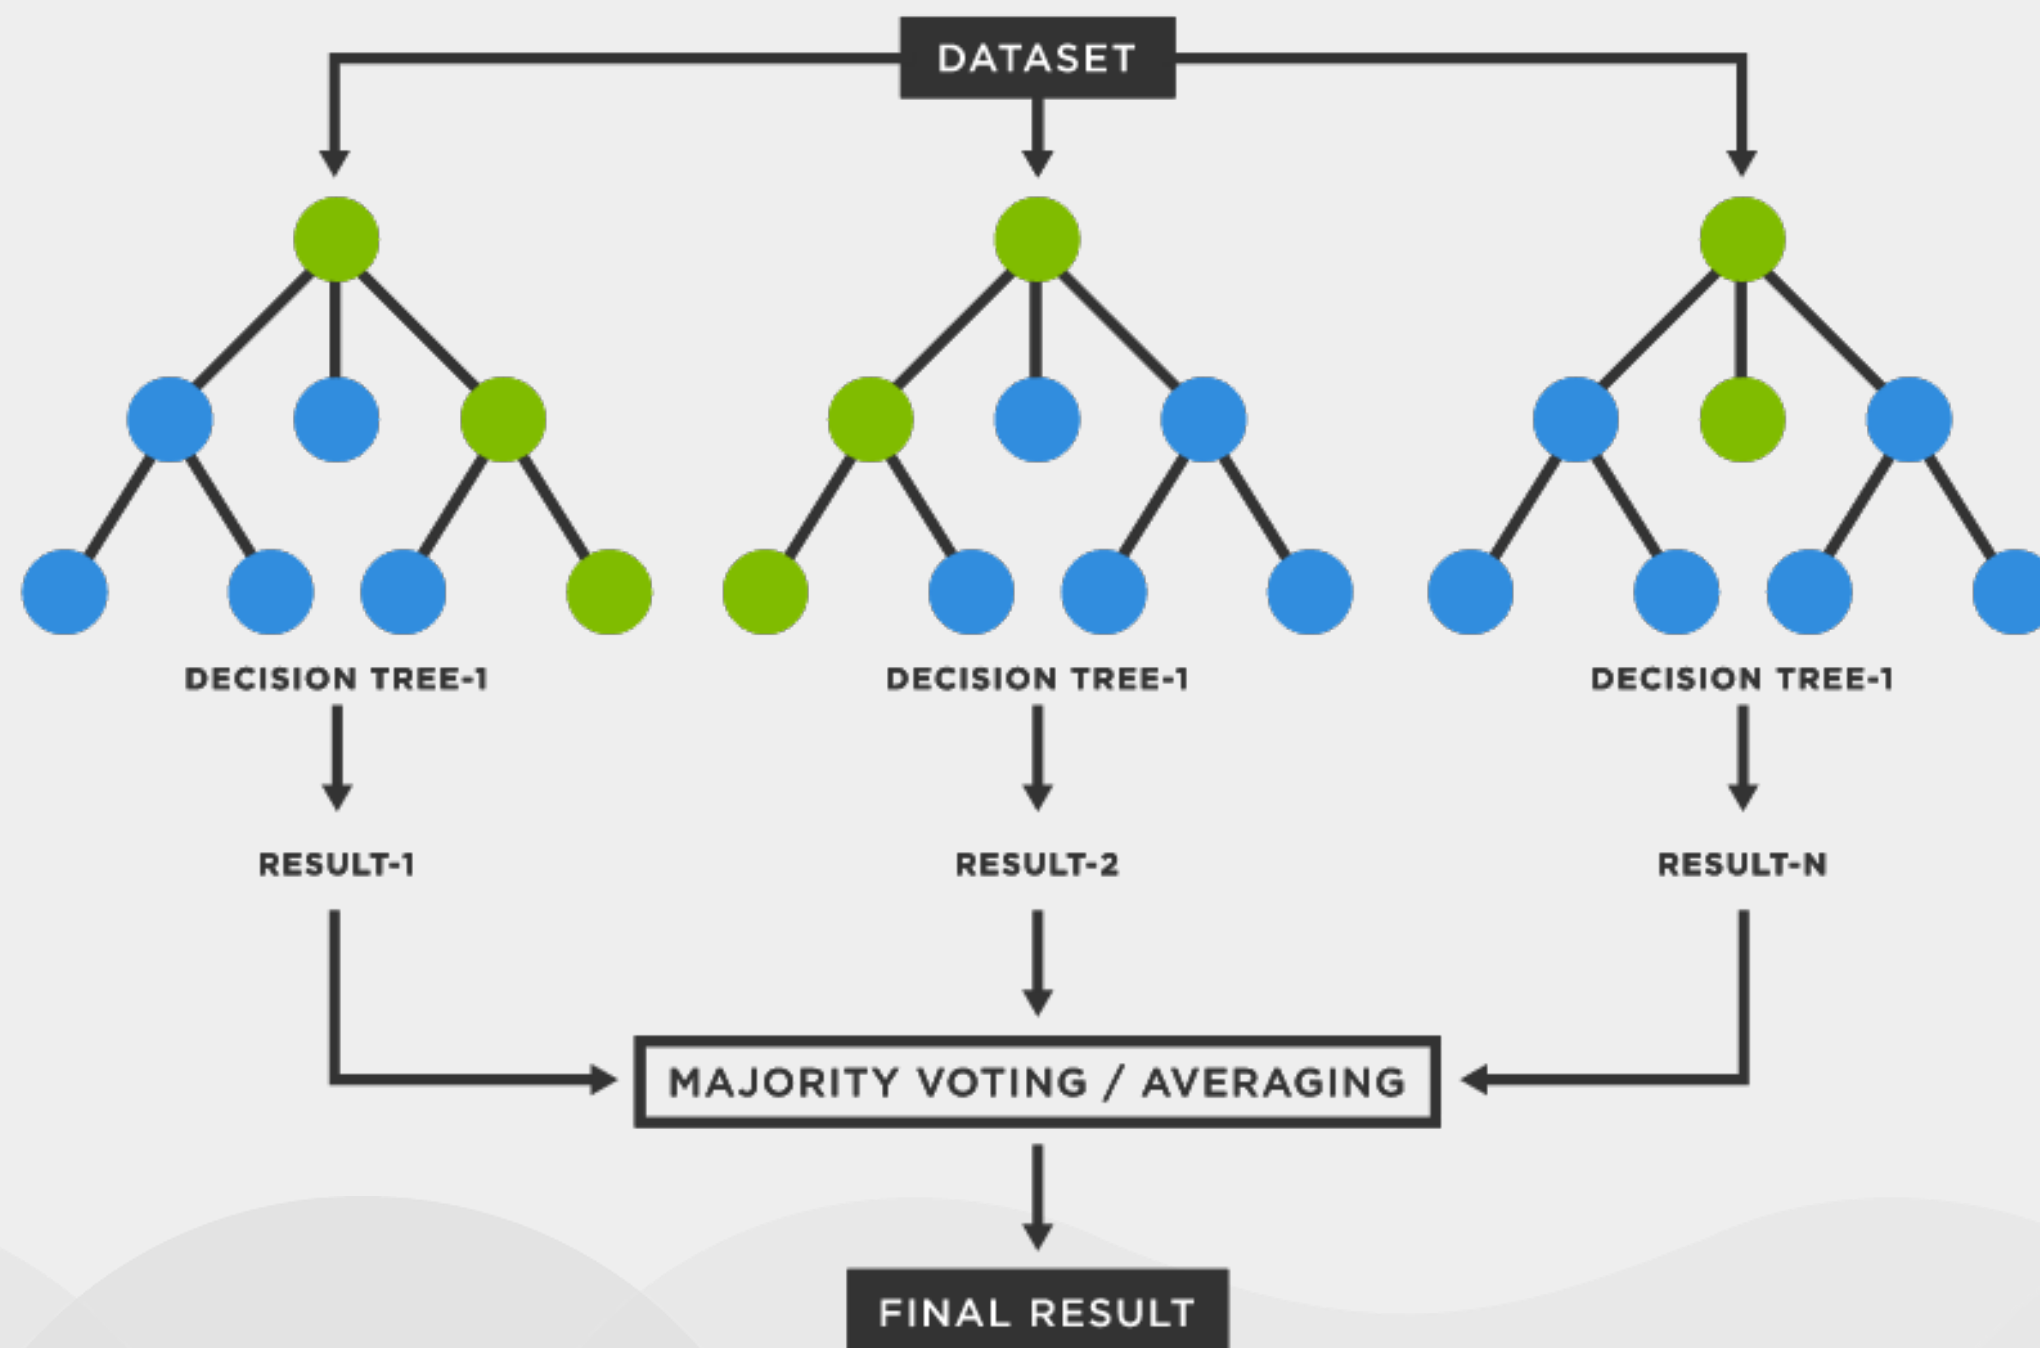 DATASET
DECISION TREE-1
DECISION TREE-1
DECISION TREE-1
RESULT-1
RESULT-2
RESULT-N
MAJORITY VOTING / AVERAGING
FINAL RESULT